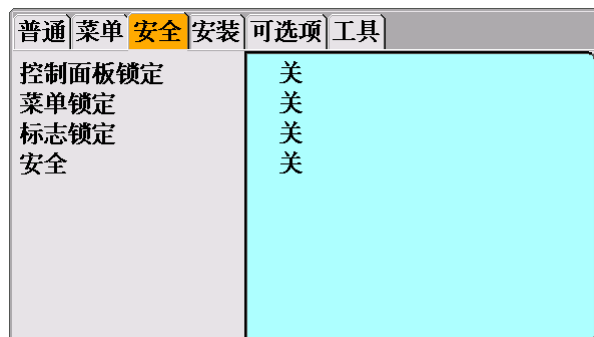 普通 菜单 安全 安装 可选项 工具
控制面板锁定 关
菜单锁定 关
标志锁定 关
安全 关